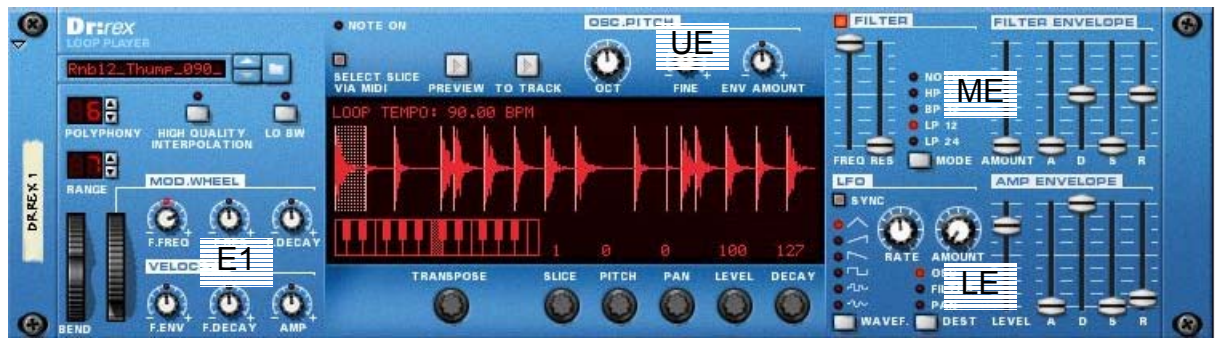 Dr:rex
LOOP PLAYER
Rnb12_Thump_090_
6
POLYPHONY
HIGH QUALITY
INTERPOLATION
LO BW
7
RANGE
DR.REX 1
MOD.WHEEL
F.FREQ
F.DECAY
E1
F.ENV
F.DECAY
AMP
BEND
NOTE ON
SELECT SLICE
VIA MIDI
PREVIEW
TO TRACK
OSC.PITCH
UE
OCT
FINE
ENV AMOUNT
LOOP TEMPO: 90.00 BPM
1
0
0
100
127
TRANSPOSE
SLICE
PITCH
PAN
LEVEL
DECAY
FILTER
ME
LP 12
LP 24
FREQ
RES
MODE
FILTER ENVELOPE
AMOUNT
A
D
S
R
LFO
SYNC
RATE
AMOUNT
LE
WAVEF.
DEST
AMP ENVELOPE
LEVEL
A
D
S
R